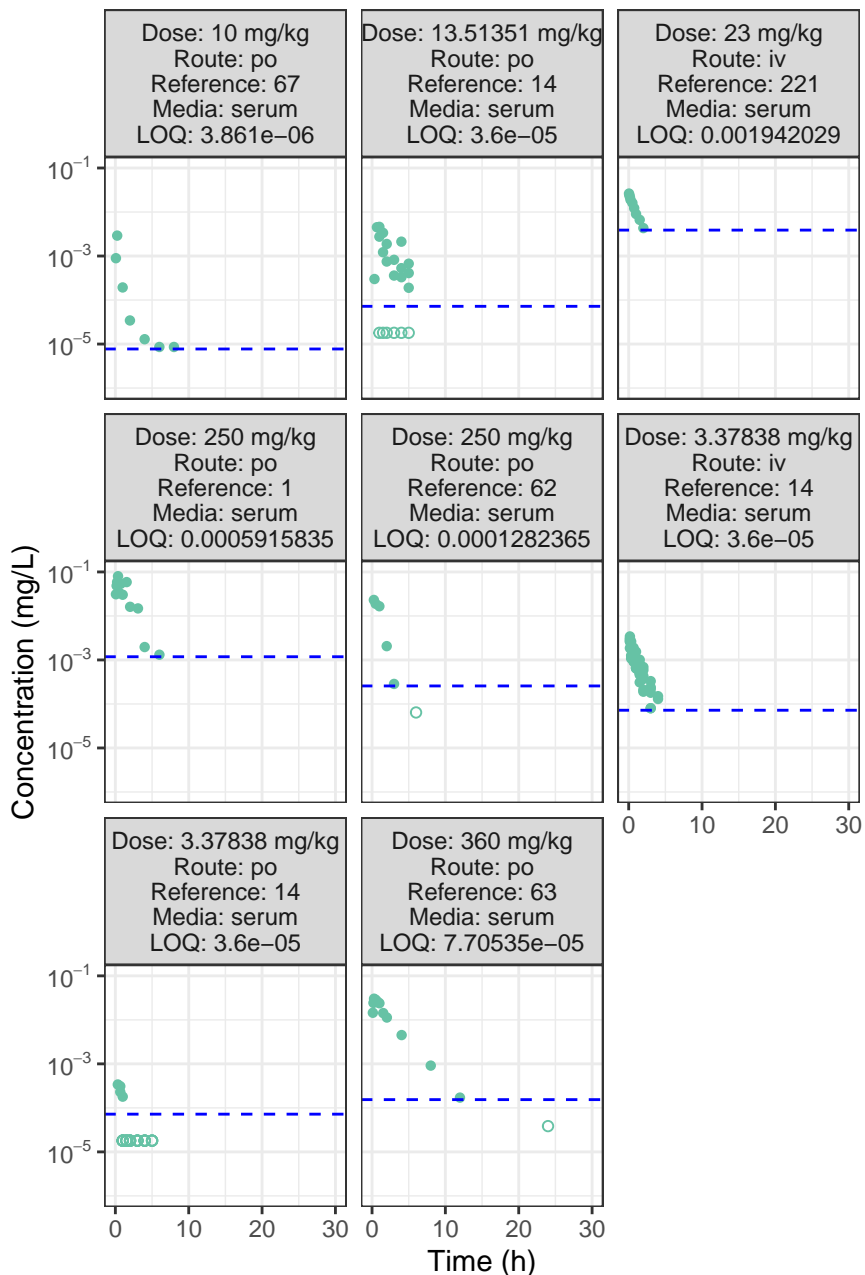 Dose: 10 mg/kg
Route: po
Reference: 67
Media: serum
LOQ: 3.861e−06
Dose: 13.51351 mg/kg
Route: po
Reference: 14
Media: serum
LOQ: 3.6e−05
Dose: 23 mg/kg
Route: iv
Reference: 221
Media: serum
LOQ: 0.001942029
10⁻¹
10⁻³
10⁻⁵
Dose: 250 mg/kg
Route: po
Reference: 1
Media: serum
LOQ: 0.0005915835
Dose: 250 mg/kg
Route: po
Reference: 62
Media: serum
LOQ: 0.0001282365
Dose: 3.37838 mg/kg
Route: iv
Reference: 14
Media: serum
LOQ: 3.6e−05
10⁻¹
10⁻³
10⁻⁵
0 10 20 30
Dose: 3.37838 mg/kg
Route: po
Reference: 14
Media: serum
LOQ: 3.6e−05
Dose: 360 mg/kg
Route: po
Reference: 63
Media: serum
LOQ: 7.70535e−05
10⁻¹
10⁻³
10⁻⁵
0 10 20 30
0 10 20 30
Time (h)
Concentration (mg/L)